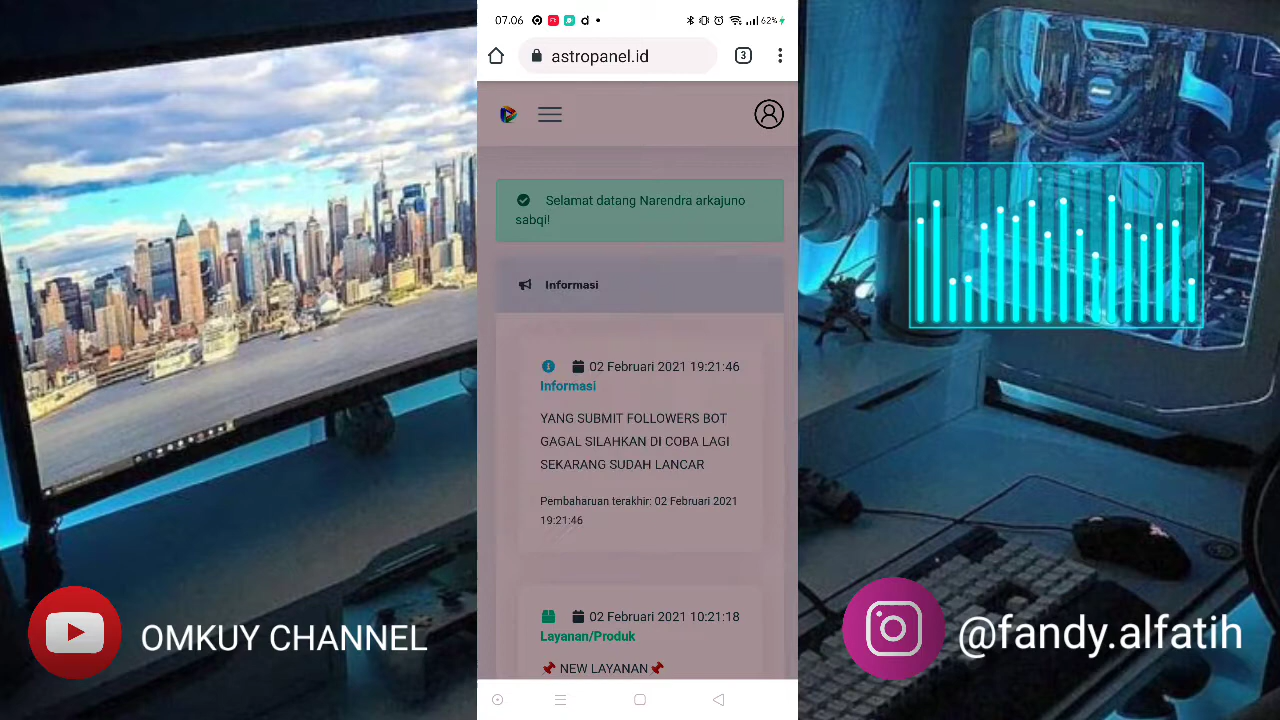 07.06
62%
astropanel.id
3
Selamat datang Narendra arkajuno
sabqi!
Informasi
02 Februari 2021 19:21:46
Informasi
YANG SUBMIT FOLLOWERS BOT
GAGAL SILAHKAN DI COBA LAGI
SEKARANG SUDAH LANCAR
Pembaharuan terakhir: 02 Februari 2021
19:21:46
02 Februari 2021 10:21:18
Layanan/Produk
📌 NEW LAYANAN📌
OMKUY CHANNEL
@fandy.alfatih